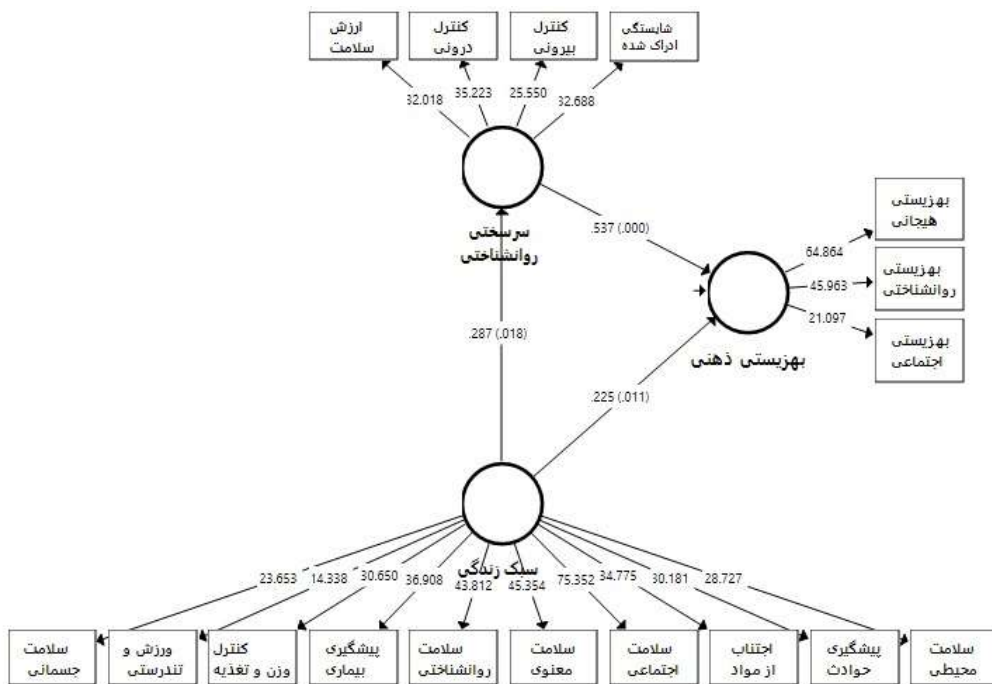 ارزش
سلامت
کنترل
درونی
کنترل
بیرونی
شایستگی
ادراک شده
32.018
35.223
25.550
32.688
سرسختی
روانشناختی
.537 (.000)
بهزیستی
هیجانی
64.864
بهزیستی
روانشناختی
45.963
21.097
بهزیستی
اجتماعی
بهزیستی ذهنی
.287 (.018)
.225 (.011)
سبک زندگی
23.653
14.338
30.650
36.908
43.812
45.354
75.352
34.775
30.181
28.727
سلامت
جسمانی
ورزش و
تندرستی
کنترل
وزن و تغذیه
پیشگیری
بیماری
سلامت
روانشناختی
سلامت
معنوی
سلامت
اجتماعی
اجتناب
از مواد
پیشگیری
حوادث
سلامت
محیطی